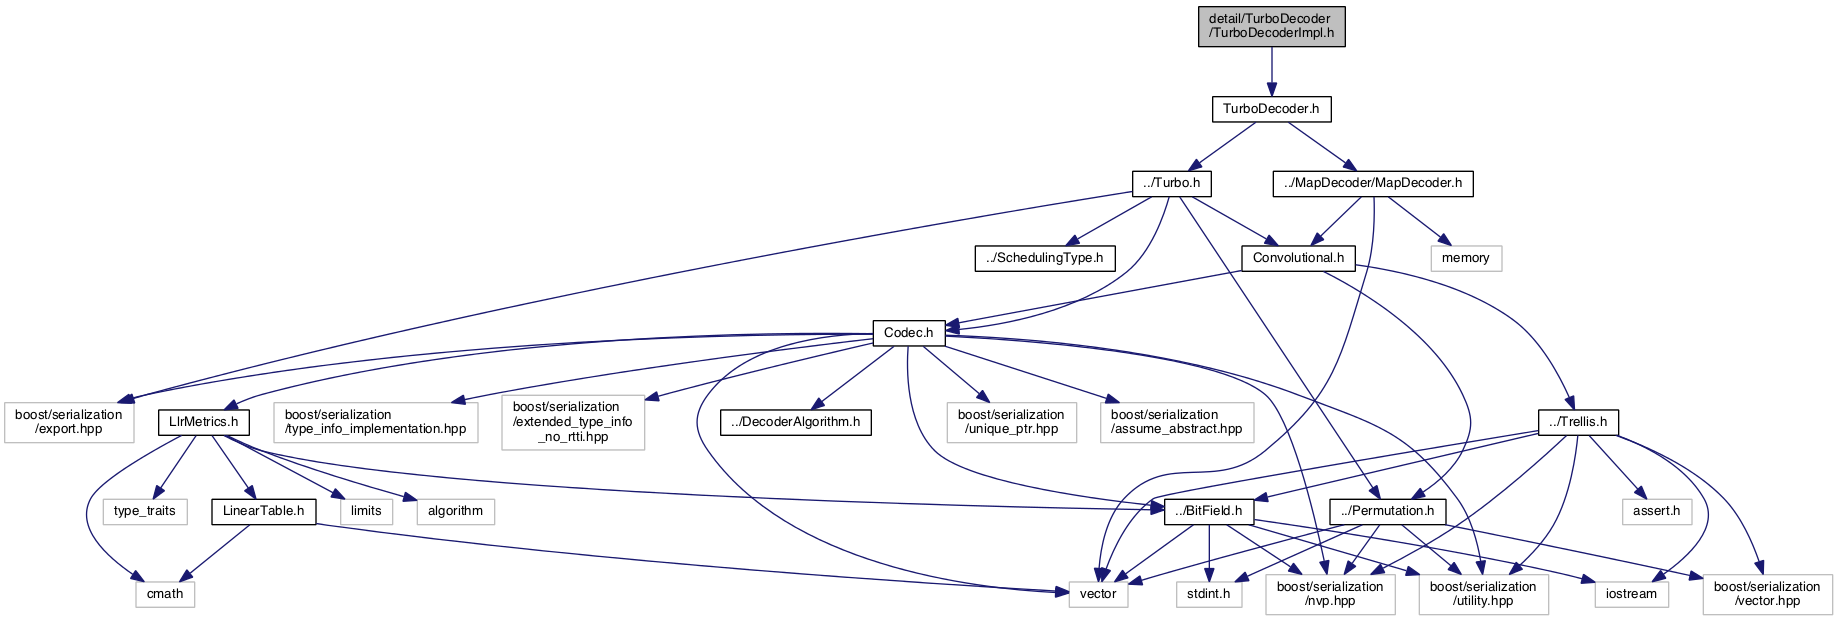 detail/TurboDecoder
/TurboDecoderImpl.h
TurboDecoder.h
../Turbo.h
../MapDecoder/MapDecoder.h
../SchedulingType.h
Convolutional.h
memory
Codec.h
boost/serialization
/export.hpp
LlrMetrics.h
boost/serialization
/type_info_implementation.hpp
boost/serialization
/extended_type_info
_no_rtti.hpp
../DecoderAlgorithm.h
boost/serialization
/unique_ptr.hpp
boost/serialization
/assume_abstract.hpp
../Trellis.h
type_traits
LinearTable.h
limits
algorithm
../BitField.h
../Permutation.h
assert.h
cmath
vector
stdint.h
boost/serialization
/nvp.hpp
boost/serialization
/utility.hpp
iostream
boost/serialization
/vector.hpp